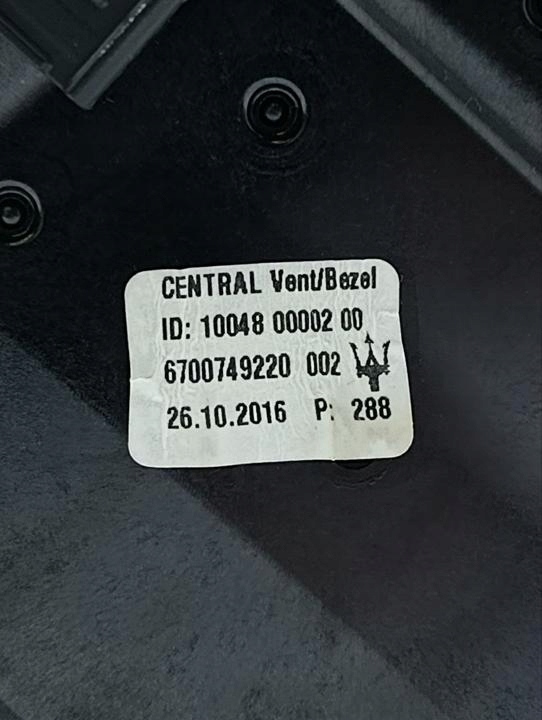 CENTRAL Vent/Bezel
ID: 10048 00002 00
6700749220 002
26.10.2016 P: 288